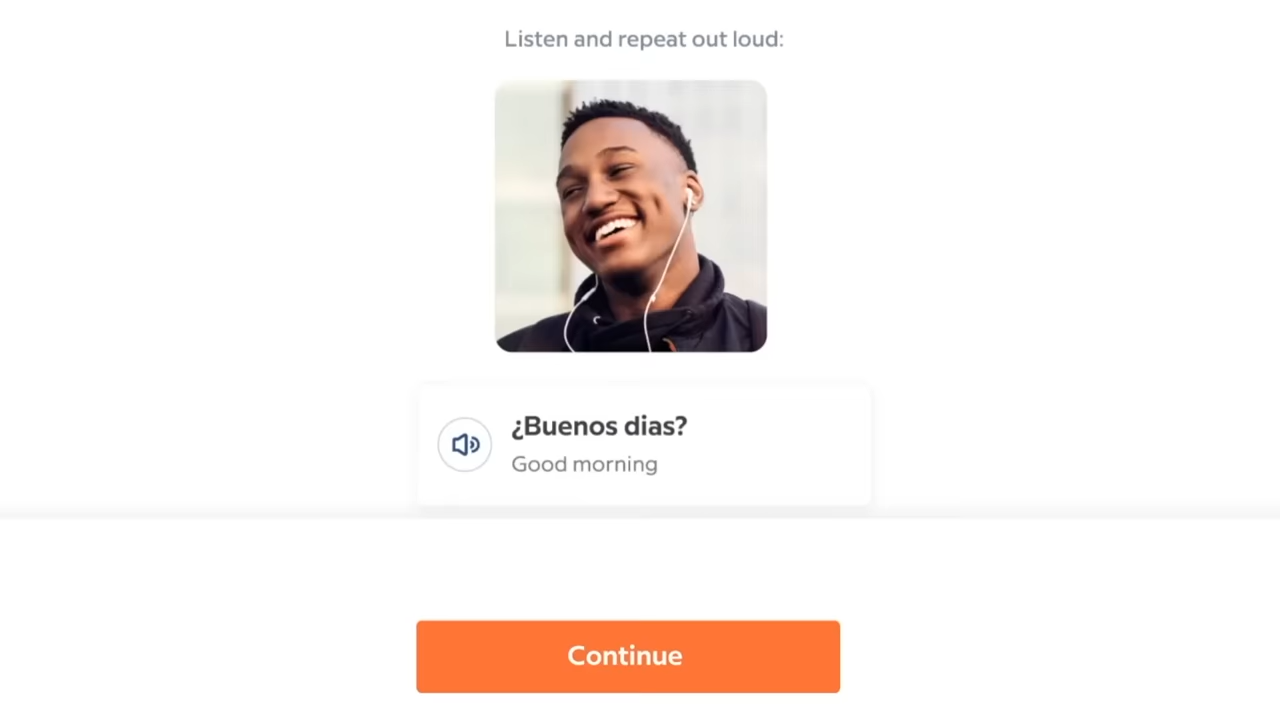 Listen and repeat out loud:
¿Buenos dias?
Good morning
Continue